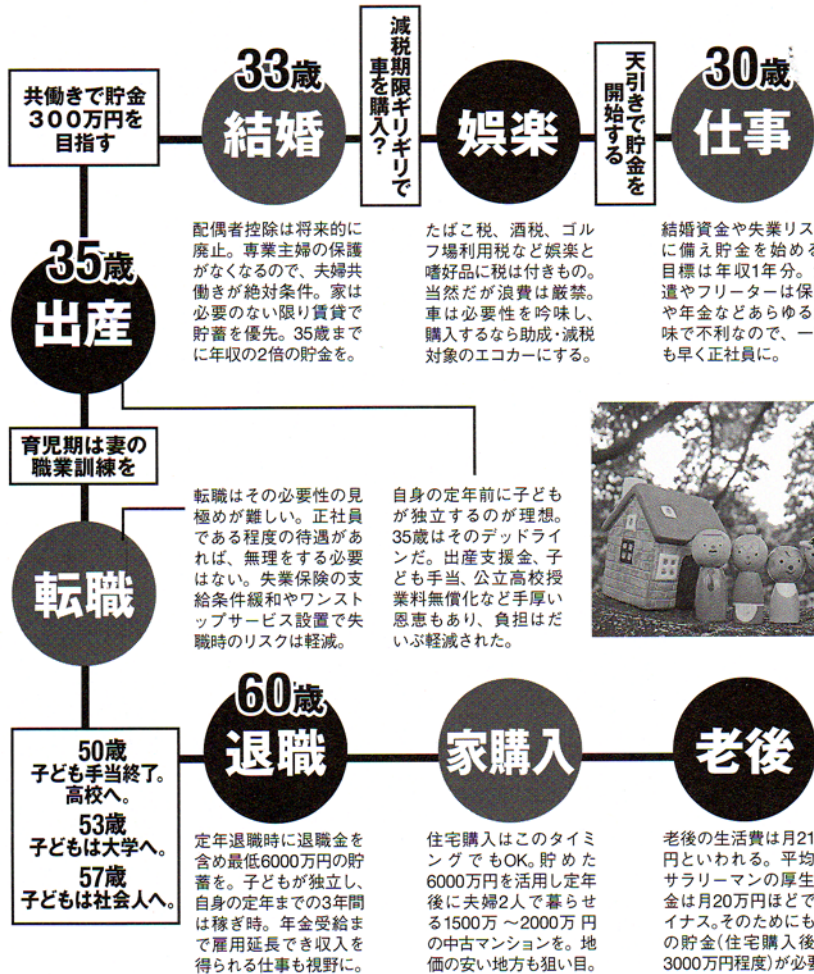 30歳
仕事
結婚資金や失業リス
に備え貯金を始める
目標は年収1年分。
遣やフリーターは保
や年金などあらゆる
味で不利なので、一
も早く正社員に。
天引きで貯金を
開始する
娯楽
たばこ税、酒税、ゴル
フ場利用税など娯楽と
嗜好品に税は付きもの。
当然だが浪費は厳禁。
車は必要性を吟味し、
購入するなら助成・減税
対象のエコカーにする。
減税期限ギリギリで
車を購入？
33歳
結婚
配偶者控除は将来的に
廃止。専業主婦の保護
がなくなるので、夫婦共
働きが絶対条件。家は
必要のない限り賃貸で
貯蓄を優先。35歳まで
に年収の2倍の貯金を。
共働きで貯金
300万円を
目指す
35歳
出産
自身の定年前に子ども
が独立するのが理想。
35歳はそのデッドライ
ンだ。出産支援金、子
ども手当、公立高校授
業料無償化など手厚い
恩恵もあり、負担はだ
いぶ軽減された。
育児期は妻の
職業訓練を
転職
転職はその必要性の見
極めが難しい。正社員
である程度の待遇があ
れば、無理をする必要
はない。失業保険の支
給条件緩和やワンスト
ップサービス設置で失
職時のリスクは軽減。
50歳
子ども手当終了。
高校へ。
53歳
子どもは大学へ。
57歳
子どもは社会人へ。
60歳
退職
定年退職時に退職金を
含め最低6000万円の貯
蓄を。子どもが独立し、
自身の定年までの3年間
は稼ぎ時。年金受給ま
で雇用延長でき収入を
得られる仕事も視野に。
家購入
住宅購入はこのタイミ
ングでもOK。貯めた
6000万円を活用し定年
後に夫婦2人で暮らせ
る1500万～2000万円
の中古マンションを。地
価の安い地方も狙い目。
老後
老後の生活費は月21
円といわれる。平均
サラリーマンの厚生
金は月20万円ほどで
イナス。そのためにも
の貯金(住宅購入後
3000万円程度)が必要